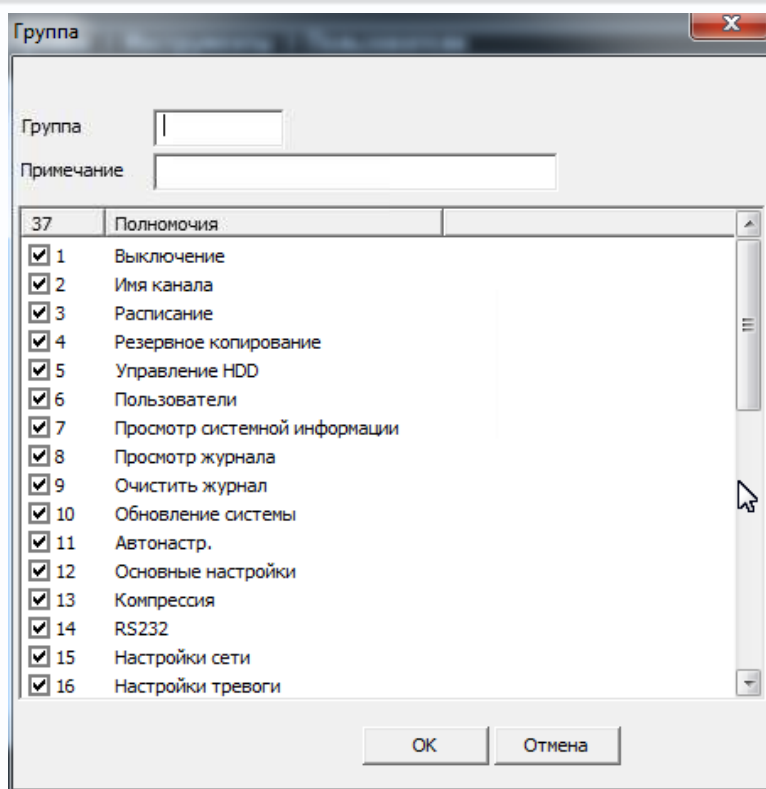 Группа
Группа
Примечание
37 Полномочия
1 Выключение
2 Имя канала
3 Расписание
4 Резервное копирование
5 Управление HDD
6 Пользователи
7 Просмотр системной информации
8 Просмотр журнала
9 Очистить журнал
10 Обновление системы
11 Автонастр.
12 Основные настройки
13 Компрессия
14 RS232
15 Настройки сети
16 Настройки тревоги
OK Отмена